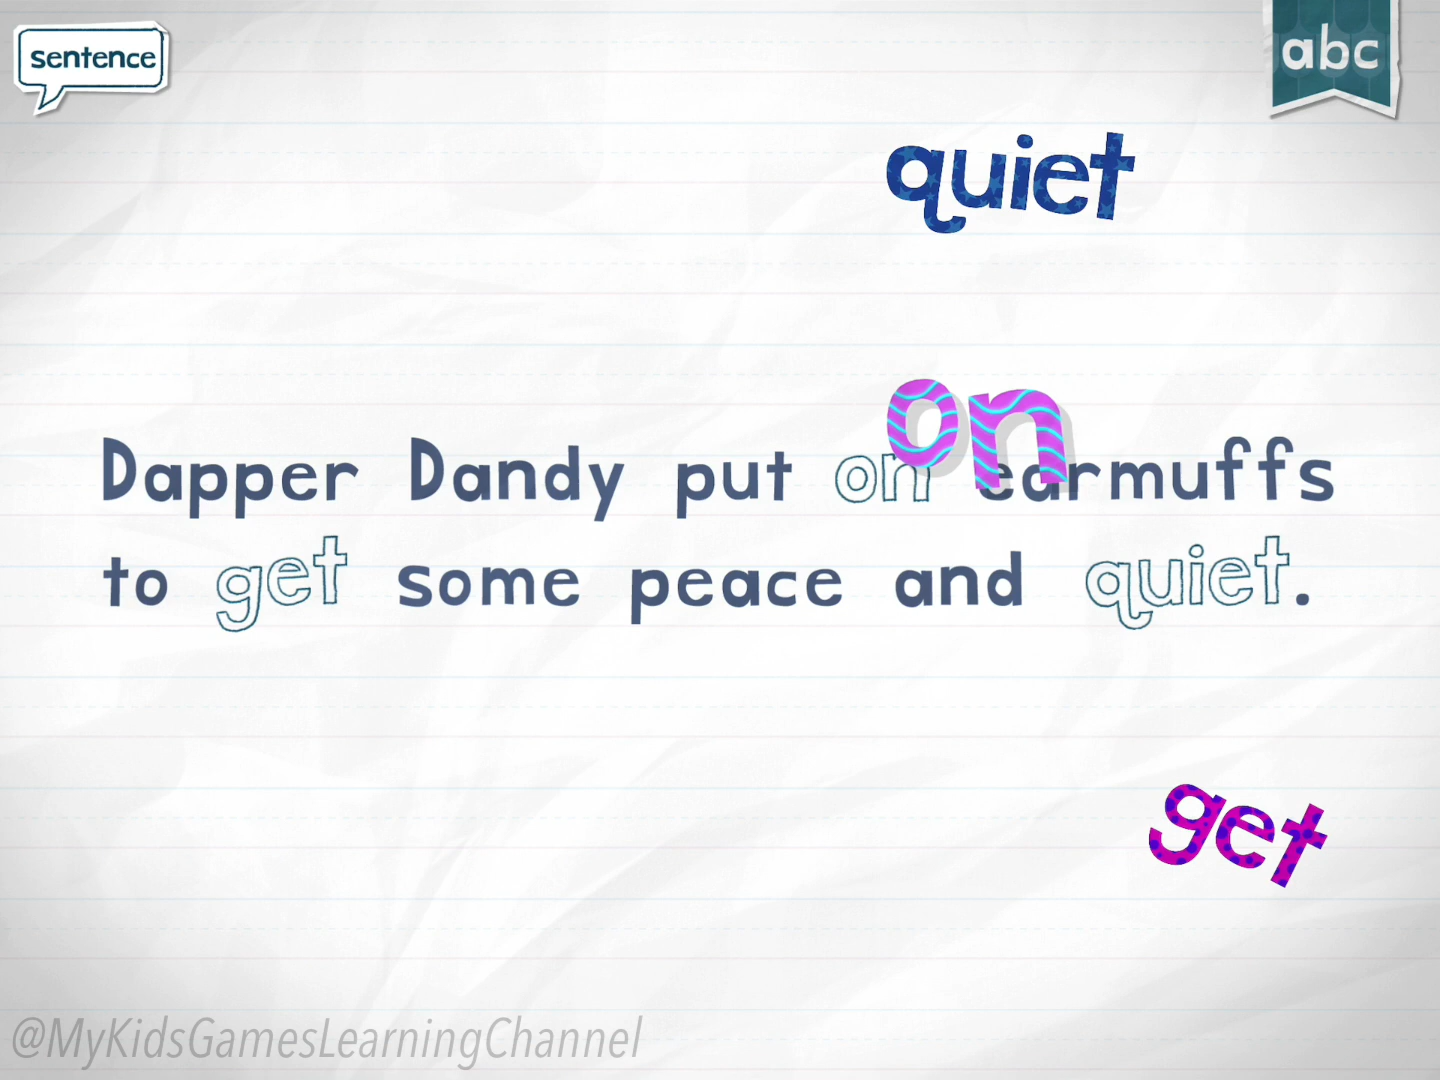 sentence
abc
quiet
on
Dapper Dandy put on earmuffs
to get some peace and quiet.
get
@MyKidsGamesLearningChannel